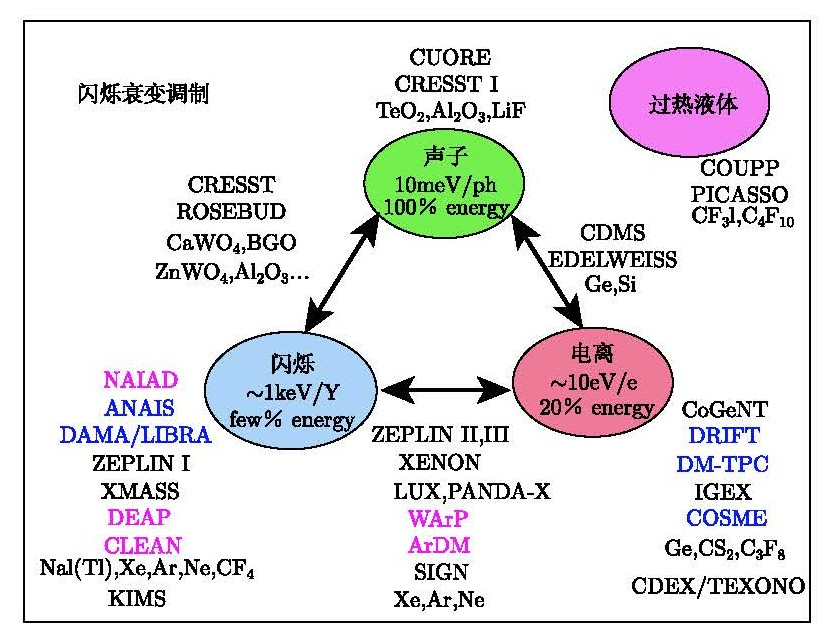 闪烁衰变调制
CUORE
CRESST I
TeO₂,Al₂O₃,LiF
声子
10meV/ph
100% energy
过热液体
COUPP
PICASSO
CF₃l,C₄F₁₀
CRESST
ROSEBUD
CaWO₄,BGO
ZnWO₄,Al₂O₃...
CDMS
EDELWEISS
Ge,Si
闪烁
~1keV/Y
few% energy
电离
~10eV/e
20% energy
NAIAD
ANAIS
DAMA/LIBRA
ZEPLIN I
XMASS
DEAP
CLEAN
Nal(Tl),Xe,Ar,Ne,CF₄
KIMS
ZEPLIN II,III
XENON
LUX,PANDA-X
WArP
ArDM
SIGN
Xe,Ar,Ne
CoGeNT
DRIFT
DM-TPC
IGEX
COSME
Ge,CS₂,C₃F₈
CDEX/TEXONO